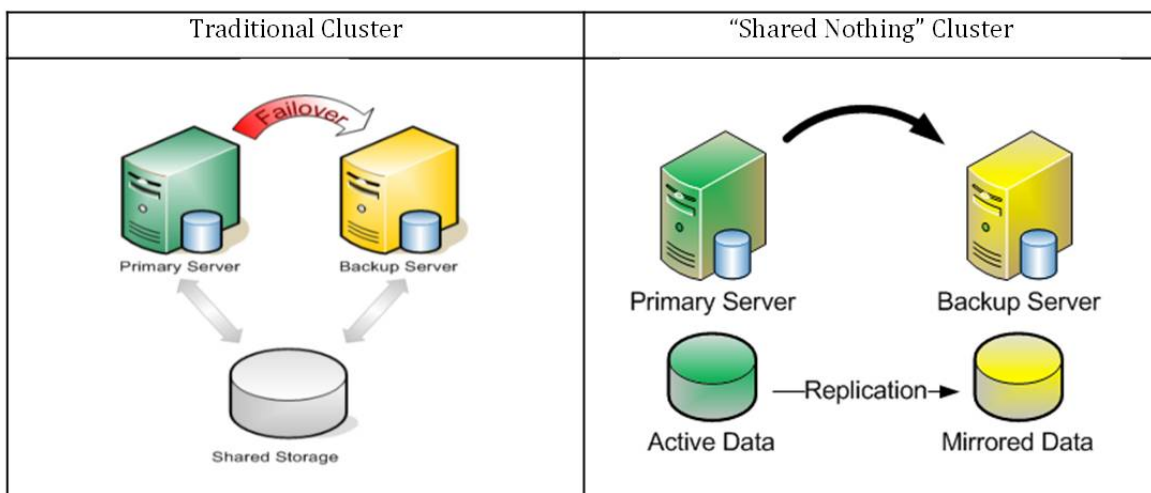 Traditional Cluster
“Shared Nothing” Cluster
Failover
Primary Server
Backup Server
Shared Storage
Primary Server
Backup Server
Replication
Active Data
Mirrored Data